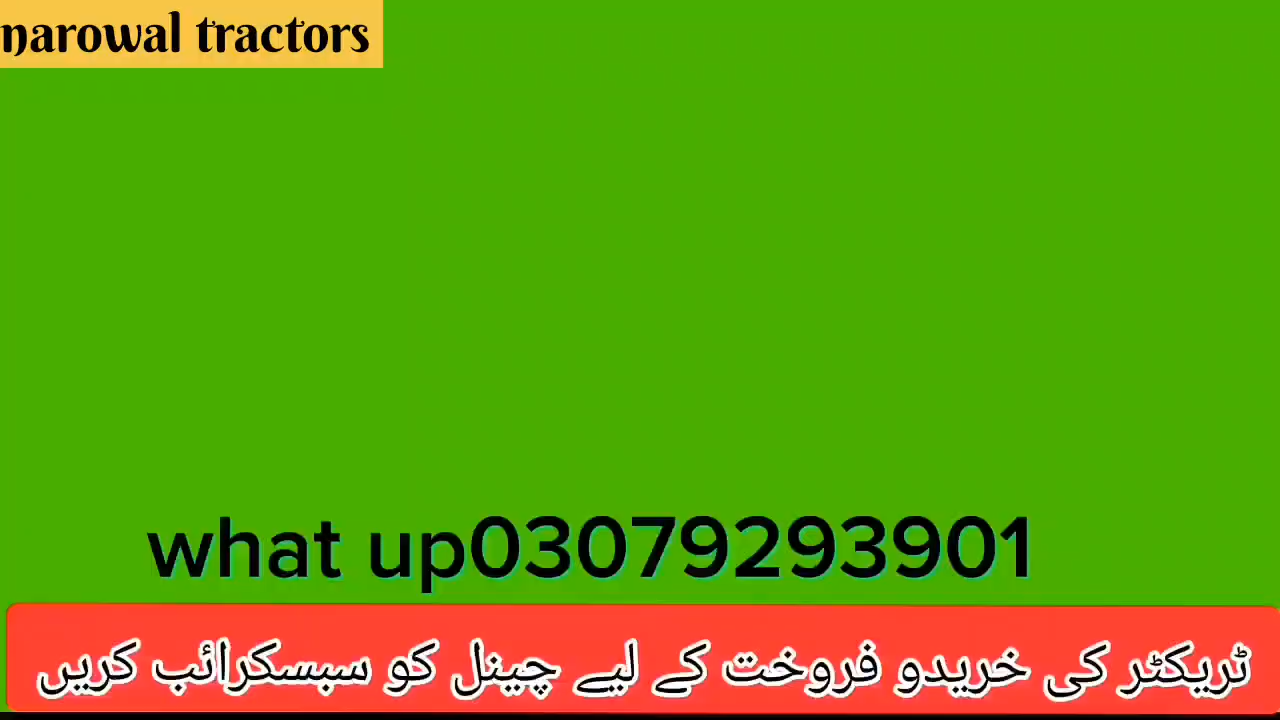 narowal tractors
what up03079293901
ٹریکٹر کی خریدو فروخت کے لیے چینل کو سبسکرائب کریں